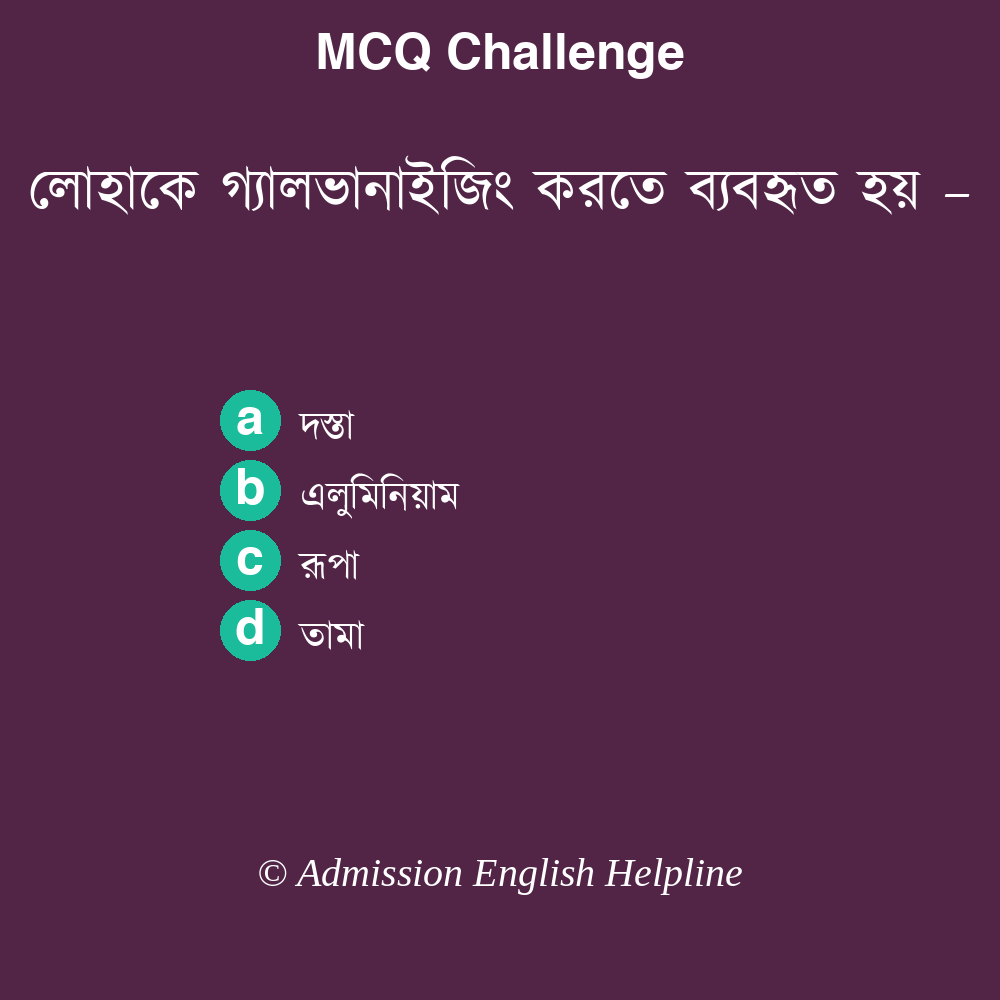 MCQ Challenge
লোহাকে গ্যালভানাইজিং করতে ব্যবহৃত হয় –
a দস্তা
b এলুমিনিয়াম
c রূপা
d তামা
© Admission English Helpline